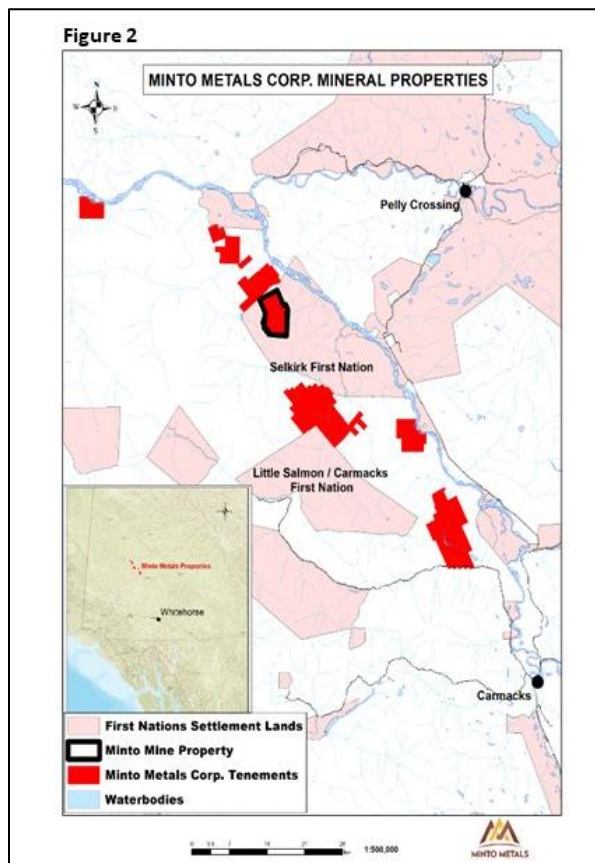 Figure 2
MINTO METALS CORP. MINERAL PROPERTIES
N
W E
S
Pelly Crossing
Selkirk First Nation
Little Salmon / Carmacks
First Nation
Minto Metals Properties
Whitehorse
Carmacks
First Nations Settlement Lands
Minto Mine Property
Minto Metals Corp. Tenements
Waterbodies
1:500,000
MINTO METALS